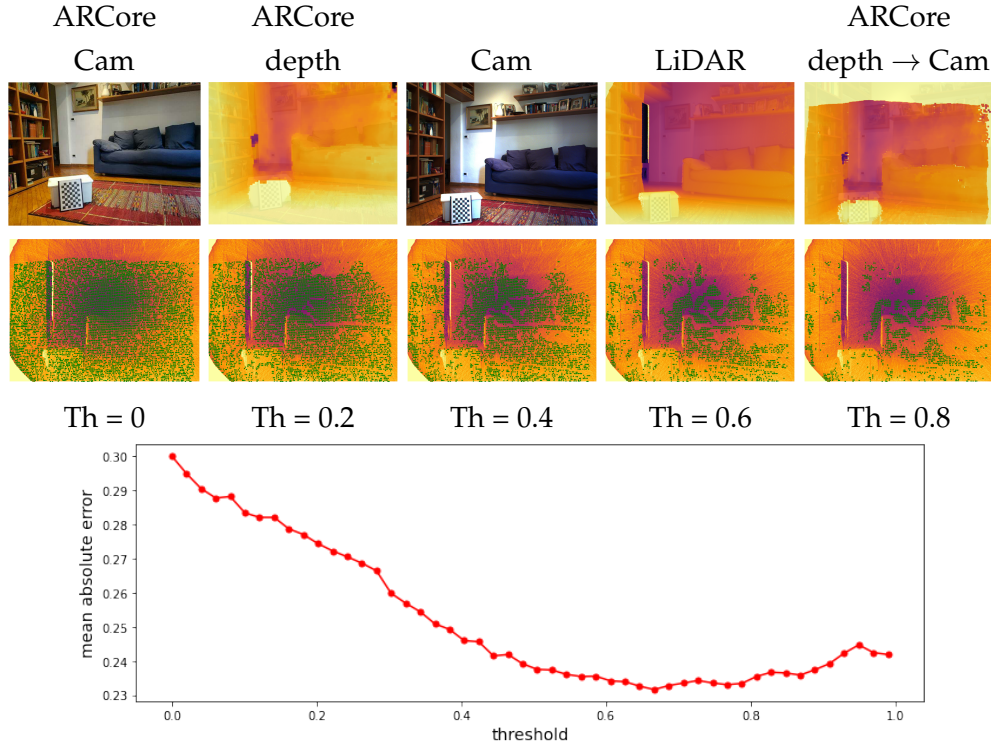 ARCore ARCore ARCore
Cam depth Cam LiDAR depth → Cam
Th = 0 Th = 0.2 Th = 0.4 Th = 0.6 Th = 0.8
0.30
0.29
0.28
0.27
0.26
0.25
0.24
0.23
mean absolute error
0.0 0.2 0.4 0.6 0.8 1.0
threshold